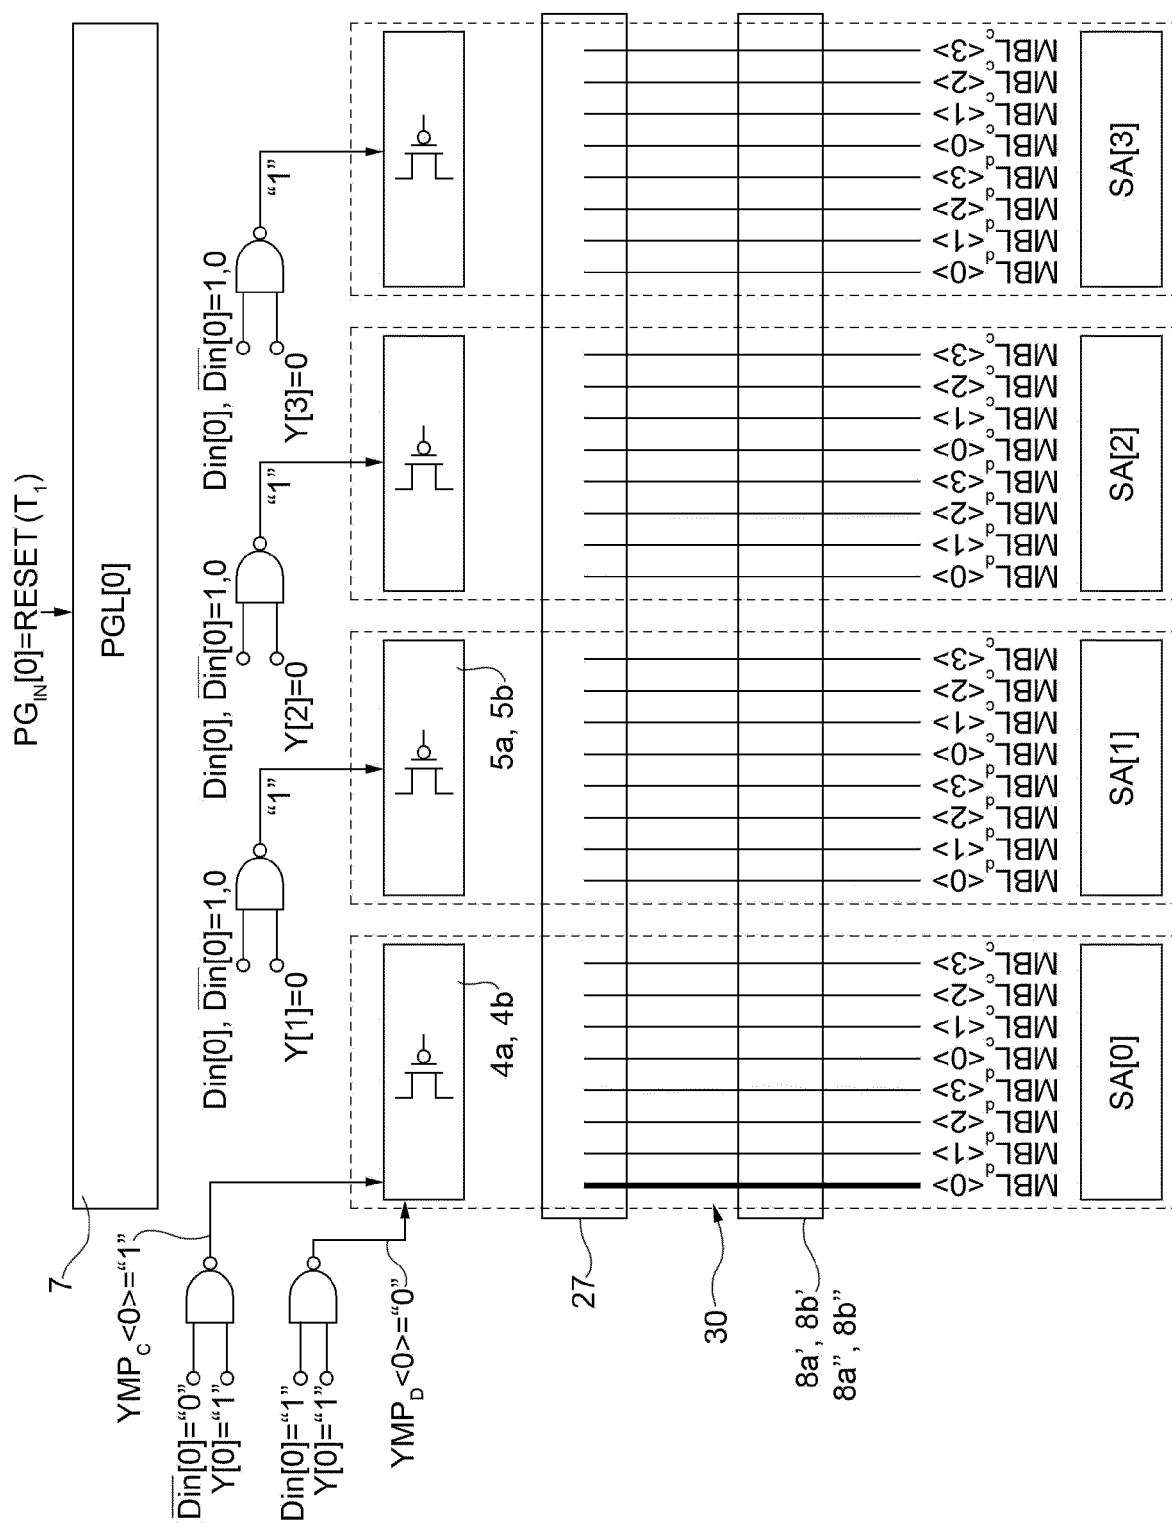 PG_IN[0]=RESET(T_1)
7
PGL[0]
YMP_C<0>="1"
D̅i̅n̅[0]="0"
Y[0]="1"
Din[0]="1"
Y[0]="1"
YMP_D<0>="0"
Din[0], D̅i̅n̅[0]=1,0
Y[1]=0
"1"
Din[0], D̅i̅n̅[0]=1,0
Y[2]=0
"1"
Din[0], D̅i̅n̅[0]=1,0
Y[3]=0
"1"
4a, 4b
5a, 5b
27
30
8a', 8b'
8a", 8b"
MBL_d<0>
MBL_d<1>
MBL_d<2>
MBL_d<3>
MBL_c<0>
MBL_c<1>
MBL_c<2>
MBL_c<3>
MBL_d<0>
MBL_d<1>
MBL_d<2>
MBL_d<3>
MBL_c<0>
MBL_c<1>
MBL_c<2>
MBL_c<3>
MBL_d<0>
MBL_d<1>
MBL_d<2>
MBL_d<3>
MBL_c<0>
MBL_c<1>
MBL_c<2>
MBL_c<3>
MBL_d<0>
MBL_d<1>
MBL_d<2>
MBL_d<3>
MBL_c<0>
MBL_c<1>
MBL_c<2>
MBL_c<3>
SA[0]
SA[1]
SA[2]
SA[3]